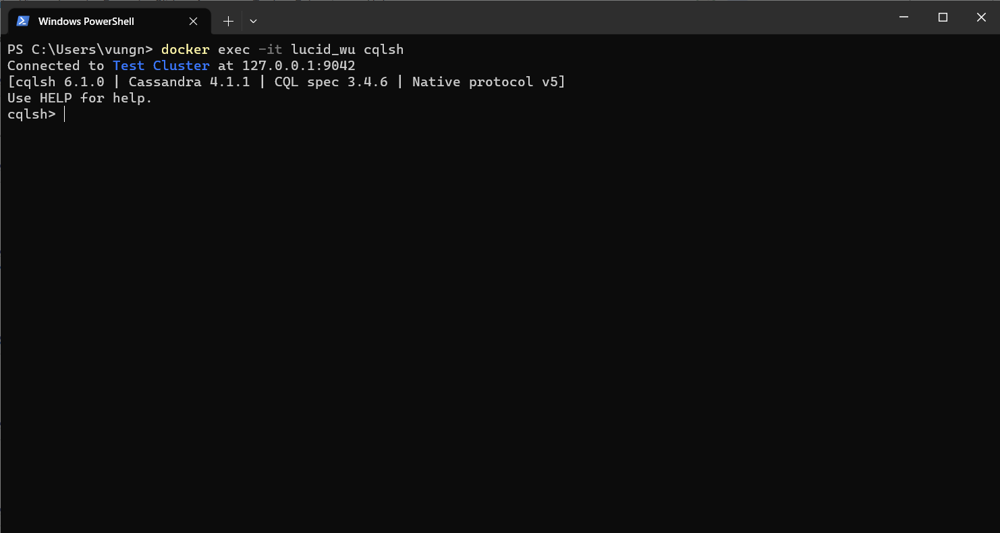 Windows PowerShell
PS C:\Users\vungn> docker exec -it lucid_wu cqlsh
Connected to Test Cluster at 127.0.0.1:9042
[cqlsh 6.1.0 | Cassandra 4.1.1 | CQL spec 3.4.6 | Native protocol v5]
Use HELP for help.
cqlsh>